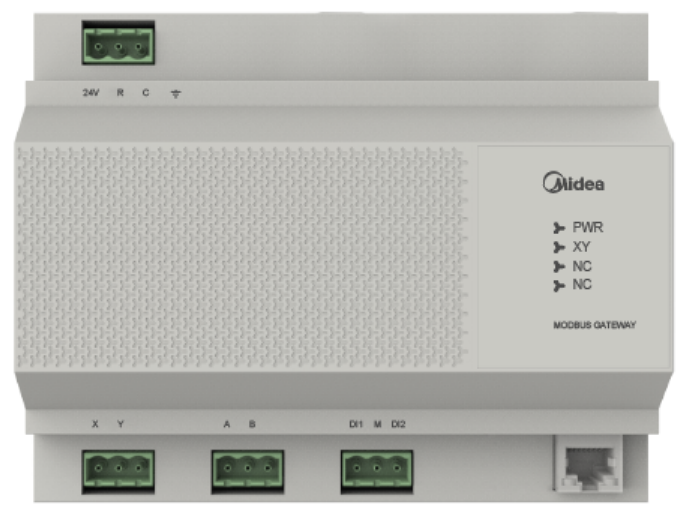 24V R C
Midea
PWR
XY
NC
NC
MODBUS GATEWAY
X Y A B DI1 M DI2